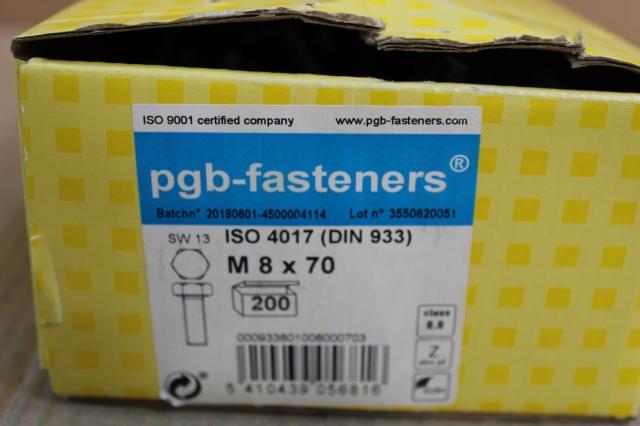 ISO 9001 certified company www.pgb-fasteners.com
pgb-fasteners®
Batchn° 20180601-4500004114 Lot n° 3550620051
SW 13 ISO 4017 (DIN 933)
M 8 x 70
200
class
8.8
000933801008000703
Z
5 410439 056816